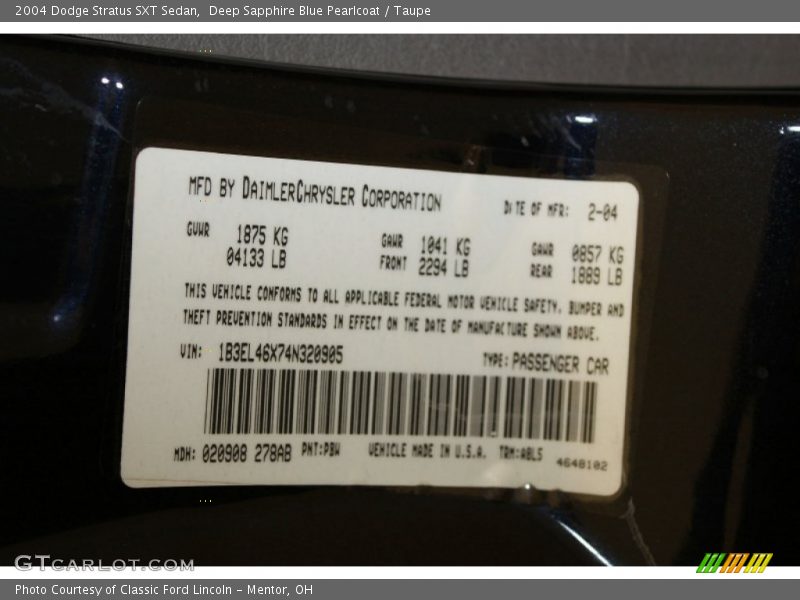 2004 Dodge Stratus SXT Sedan, Deep Sapphire Blue Pearlcoat / Taupe
MFD BY DAIMLERCHRYSLER CORPORATION DATE OF MFR: 2-04
GVWR 1875 KG GAWR 1041 KG GAWR 0857 KG
04133 LB FRONT 2294 LB REAR 1889 LB
THIS VEHICLE CONFORMS TO ALL APPLICABLE FEDERAL MOTOR VEHICLE SAFETY, BUMPER AND
THEFT PREVENTION STANDARDS IN EFFECT ON THE DATE OF MANUFACTURE SHOWN ABOVE.
VIN: 1B3EL46X74N320905 TYPE: PASSENGER CAR
MDH: 020908 278AB PNT:PBW VEHICLE MADE IN U.S.A. TRM:ABL5 4648102
GTCARLOT.COM
Photo Courtesy of Classic Ford Lincoln - Mentor, OH